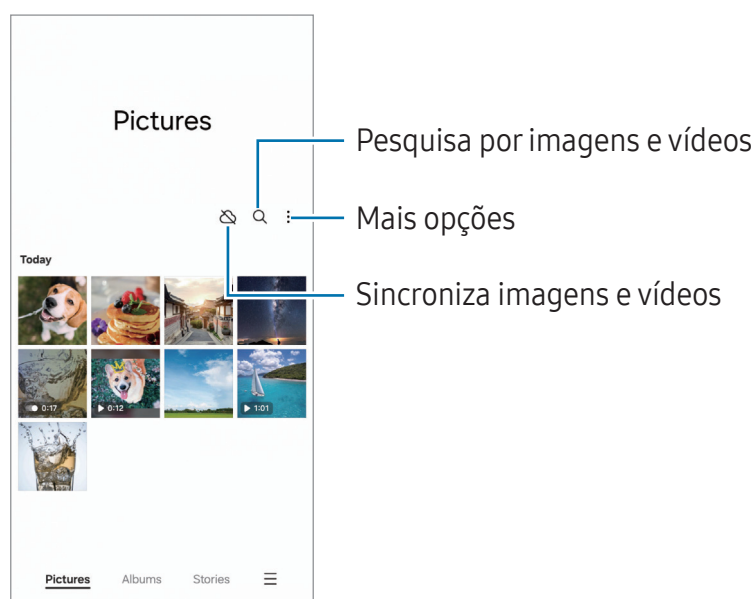 Pictures
Pesquisa por imagens e vídeos
Mais opções
Sincroniza imagens e vídeos
Today
0:17
0:12
1:01
Pictures
Albums
Stories